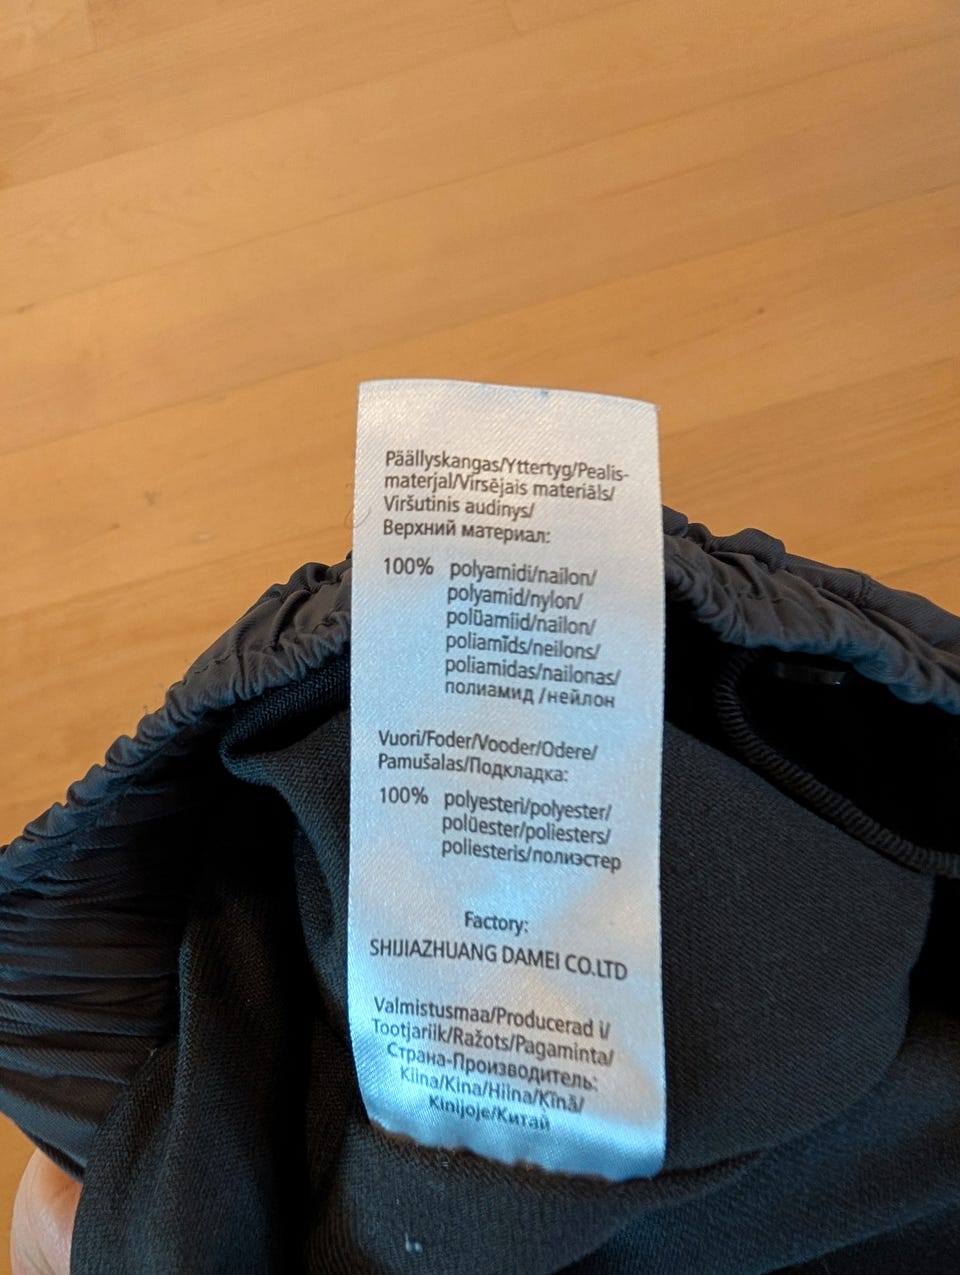 Päällyskangas/Yttertyg/Pealis-
materjal/Virsējais materiāls/
Viršutinis audinys/
Верхний материал:
100% polyamidi/nailon/
polyamid/nylon/
polüamiid/nailon/
poliamīds/neilons/
poliamidas/nailonas/
полиамид /нейлон
Vuori/Foder/Vooder/Odere/
Pamušalas/Подкладка:
100% polyesteri/polyester/
polüester/poliesters/
poliesteris/полиэстер
Factory:
SHIJIAZHUANG DAMEI CO.LTD
Valmistusmaa/Producerad i/
Tootjariik/Ražots/Pagaminta/
Страна-Производитель:
Kiina/Kina/Hiina/Ķīnā/
Kinijoje/Китай